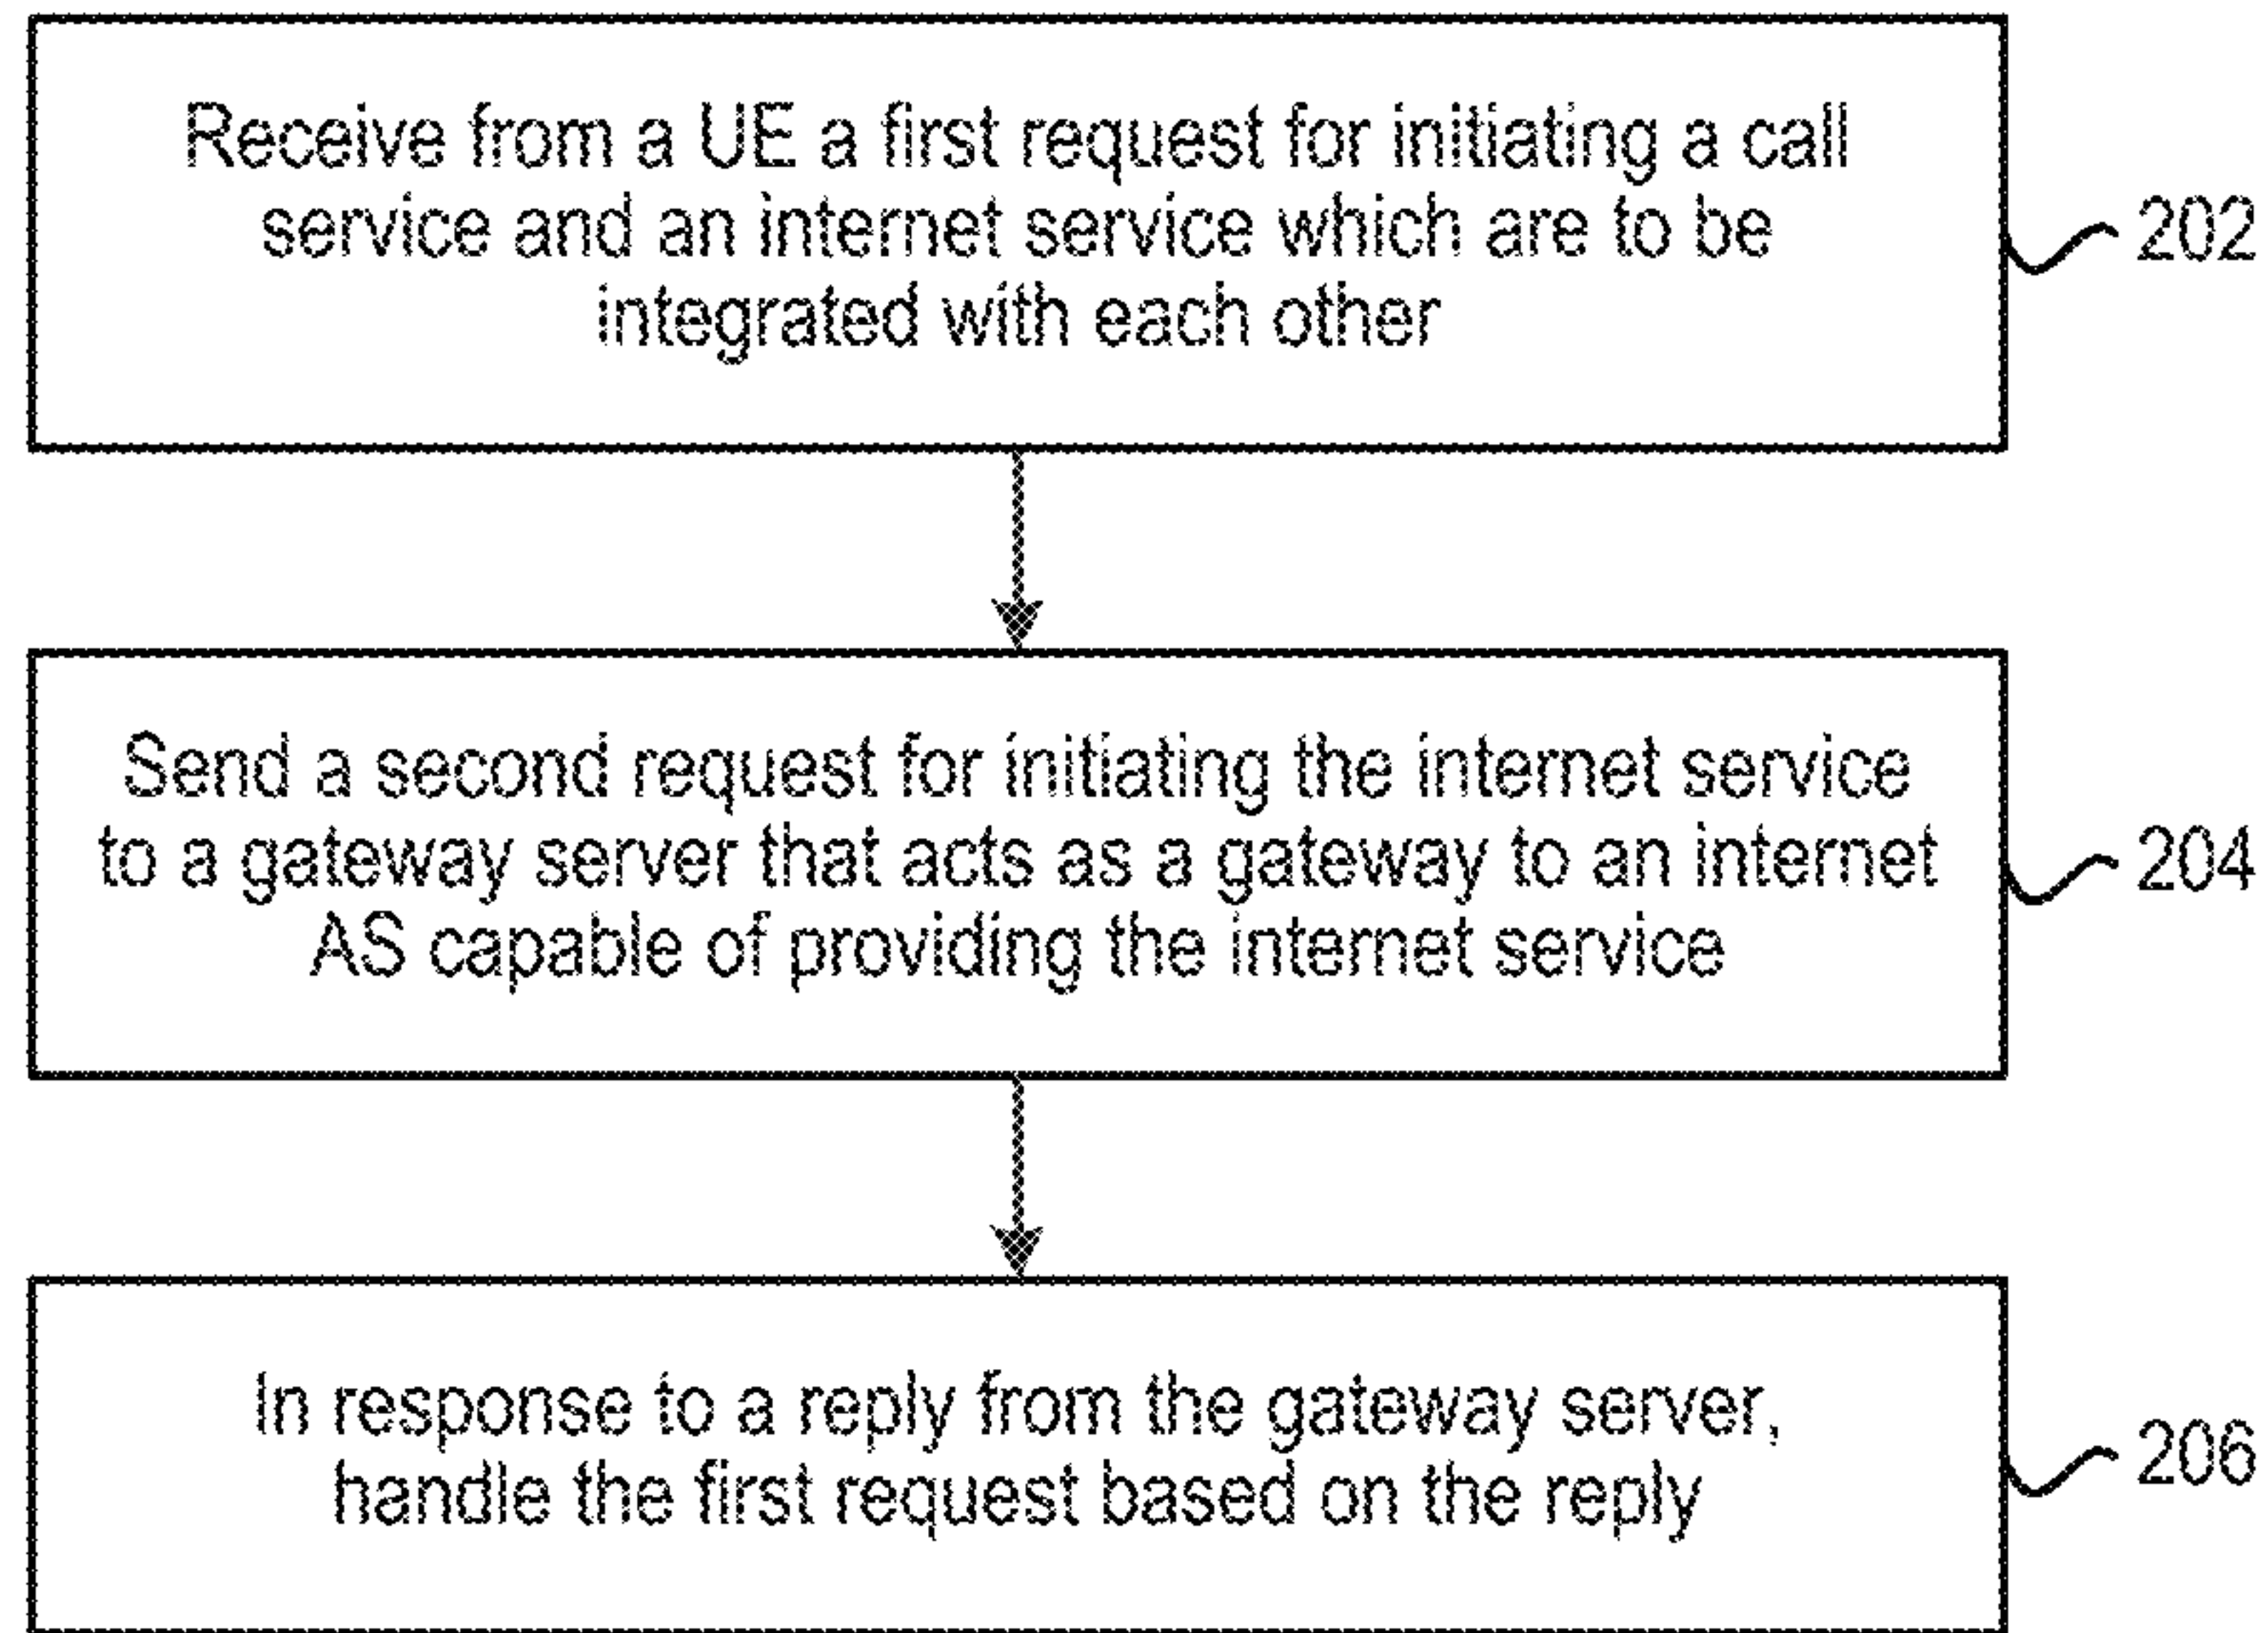 Receive from a UE a first request for initiating a call
service and an internet service which are to be
integrated with each other
202
Send a second request for initiating the internet service
to a gateway server that acts as a gateway to an internet
AS capable of providing the internet service
204
In response to a reply from the gateway server,
handle the first request based on the reply
206